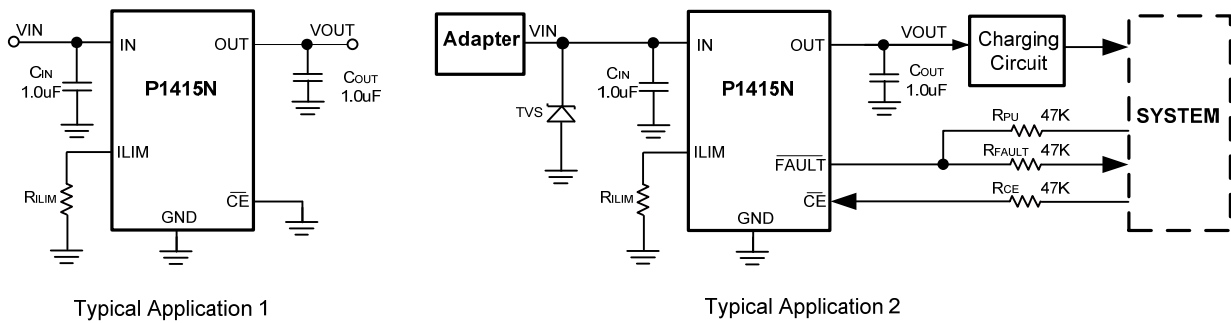 VIN
VOUT
IN
OUT
CIN
1.0uF
P1415N
COUT
1.0uF
ILIM
RILIM
CE
GND
Typical Application 1
Adapter
VIN
VOUT
IN
OUT
CIN
1.0uF
P1415N
COUT
1.0uF
Charging
Circuit
TVS
SYSTEM
RPU 47K
ILIM
FAULT
RFAULT 47K
RILIM
CE
RCE 47K
GND
Typical Application 2